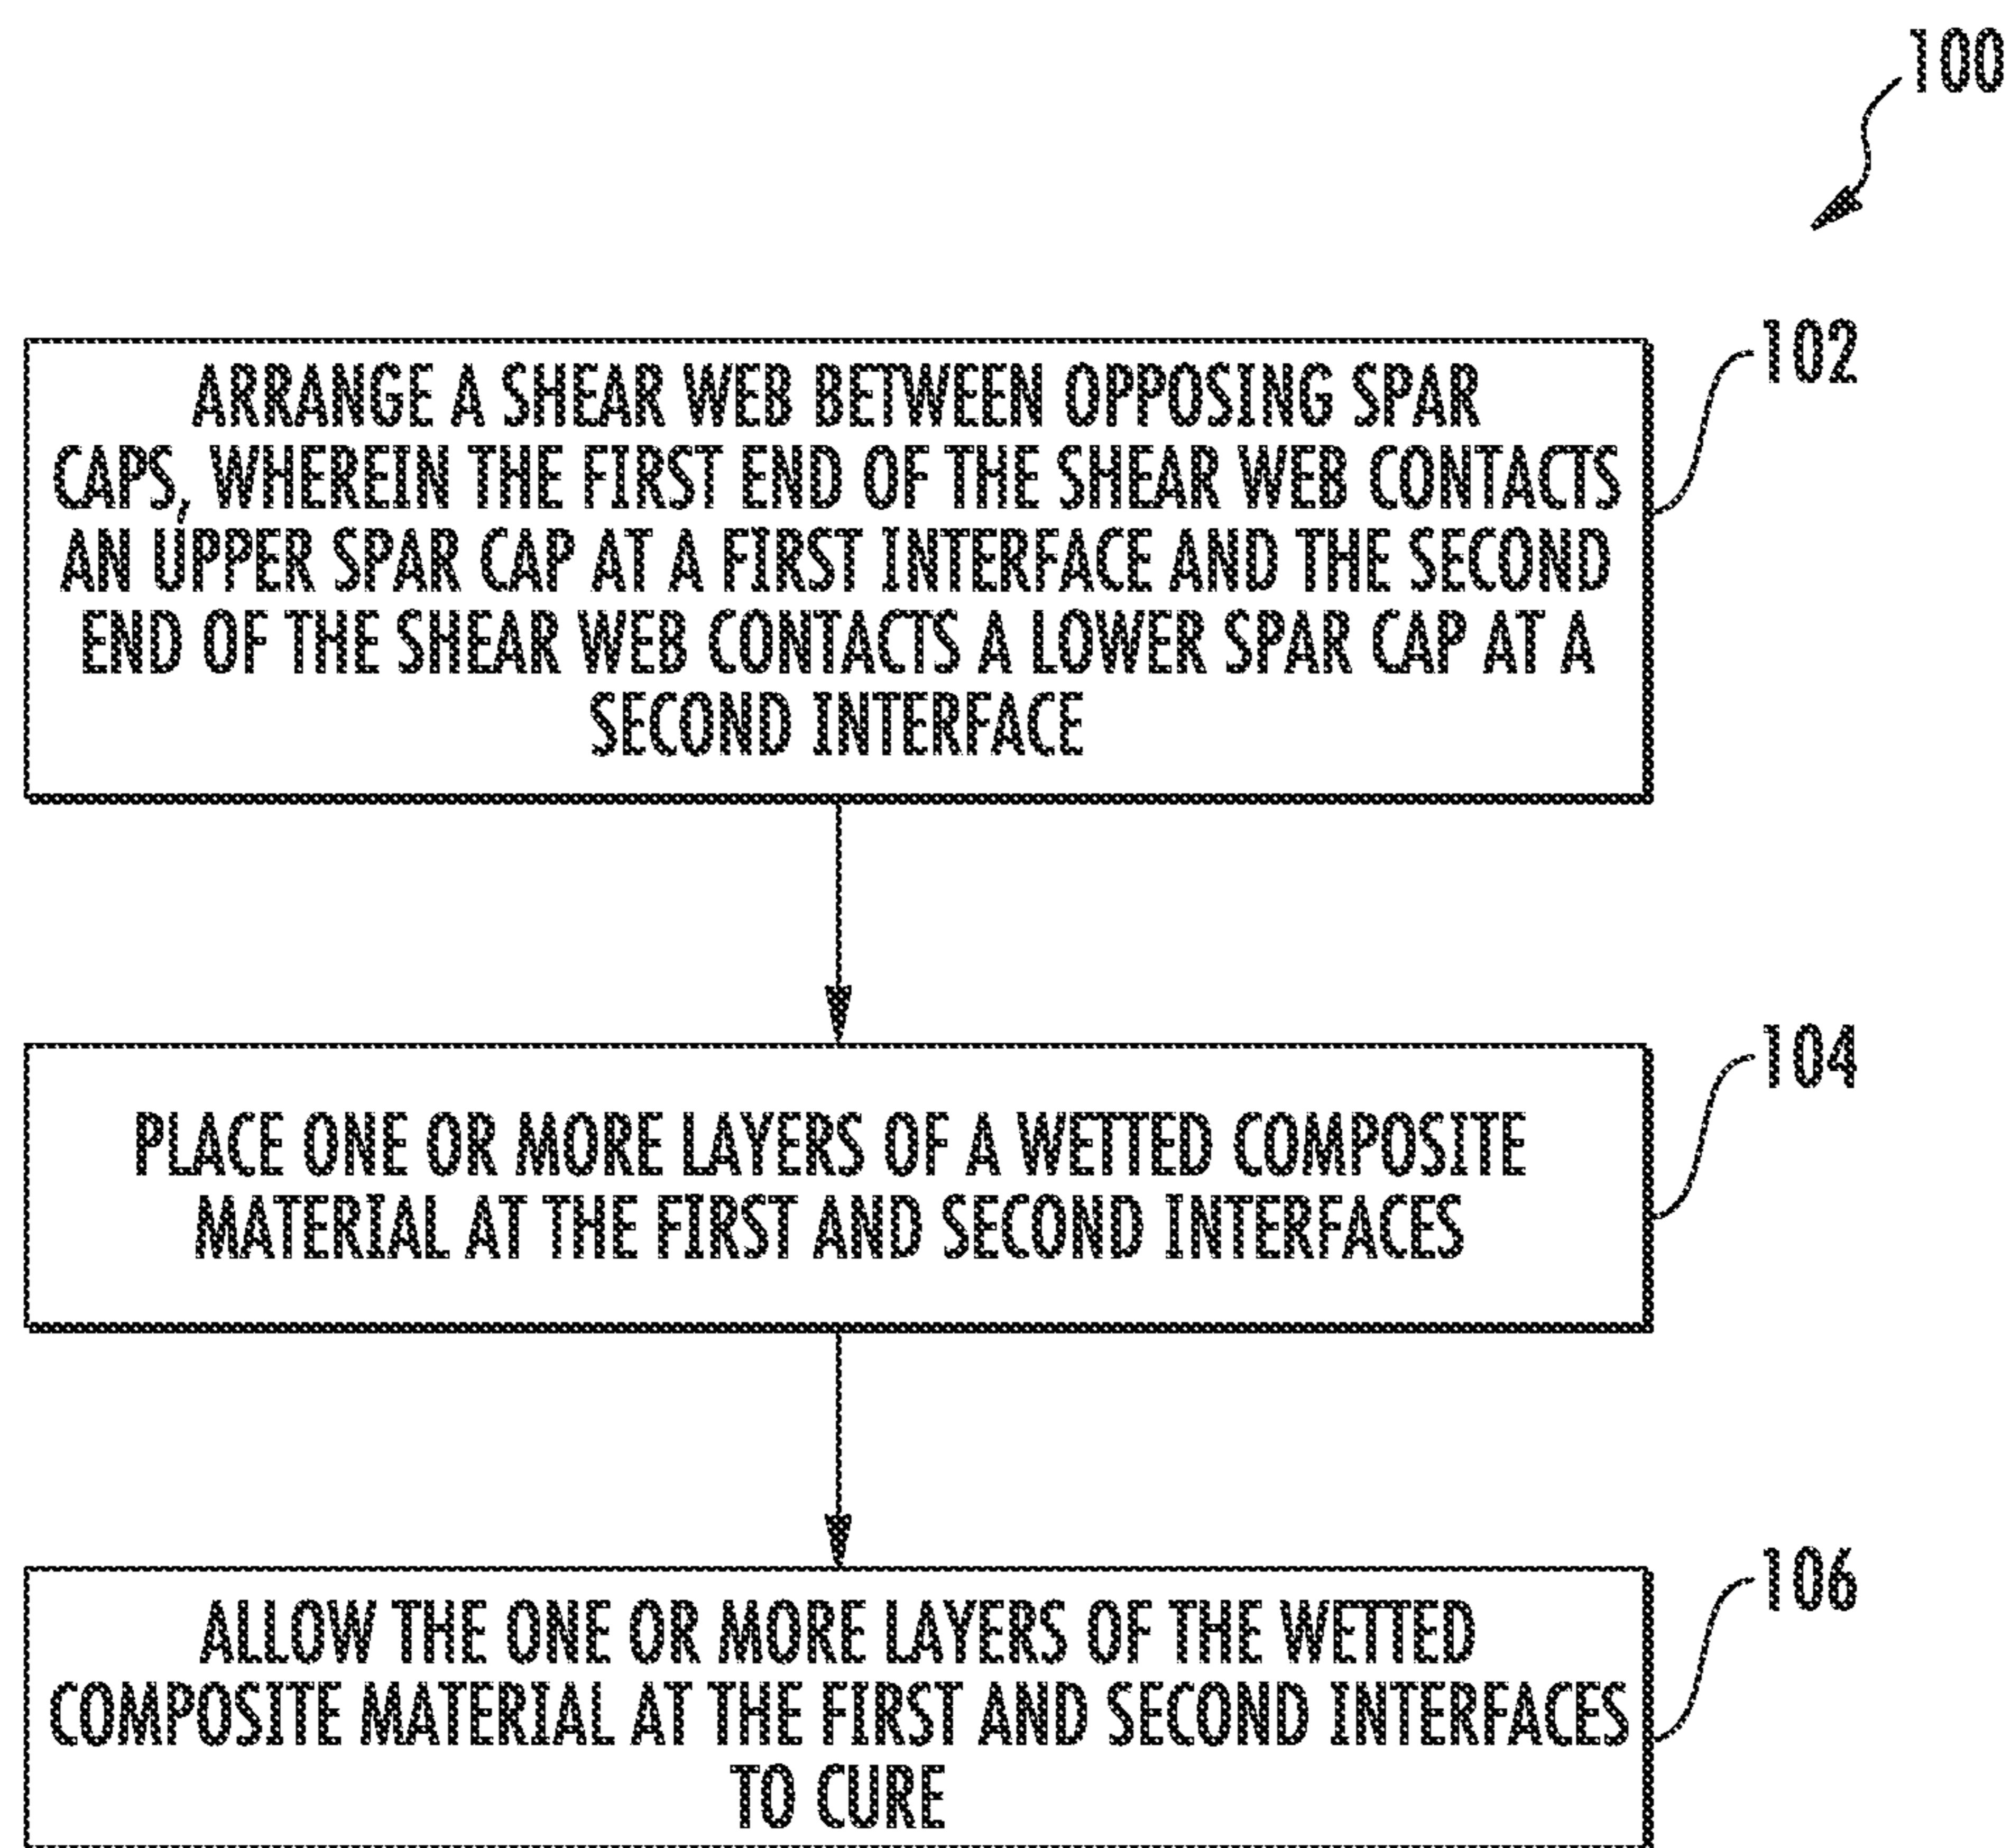 100
102
ARRANGE A SHEAR WEB BETWEEN OPPOSING SPAR
CAPS, WHEREIN THE FIRST END OF THE SHEAR WEB CONTACTS
AN UPPER SPAR CAP AT A FIRST INTERFACE AND THE SECOND
END OF THE SHEAR WEB CONTACTS A LOWER SPAR CAP AT A
SECOND INTERFACE
104
PLACE ONE OR MORE LAYERS OF A WETTED COMPOSITE
MATERIAL AT THE FIRST AND SECOND INTERFACES
106
ALLOW THE ONE OR MORE LAYERS OF THE WETTED
COMPOSITE MATERIAL AT THE FIRST AND SECOND INTERFACES
TO CURE